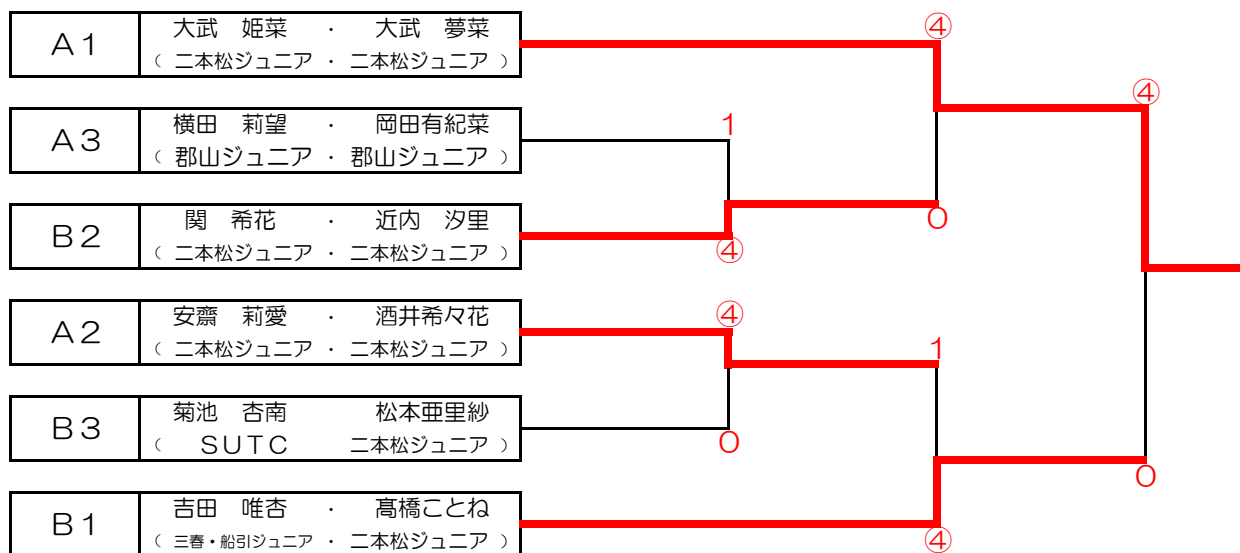 A1
大武 姫菜 ・ 大武 夢菜
( 二本松ジュニア ・ 二本松ジュニア )
④
A3
横田 莉望 ・ 岡田有紀菜
( 郡山ジュニア ・ 郡山ジュニア )
1
④
B2
関 希花 ・ 近内 汐里
( 二本松ジュニア ・ 二本松ジュニア )
④
0
A2
安齋 莉愛 ・ 酒井希々花
( 二本松ジュニア ・ 二本松ジュニア )
④
1
B3
菊池 杏南 松本亜里紗
( SUTC 二本松ジュニア )
0
0
B1
吉田 唯杏 ・ 髙橋ことね
( 三春・船引ジュニア ・ 二本松ジュニア )
④